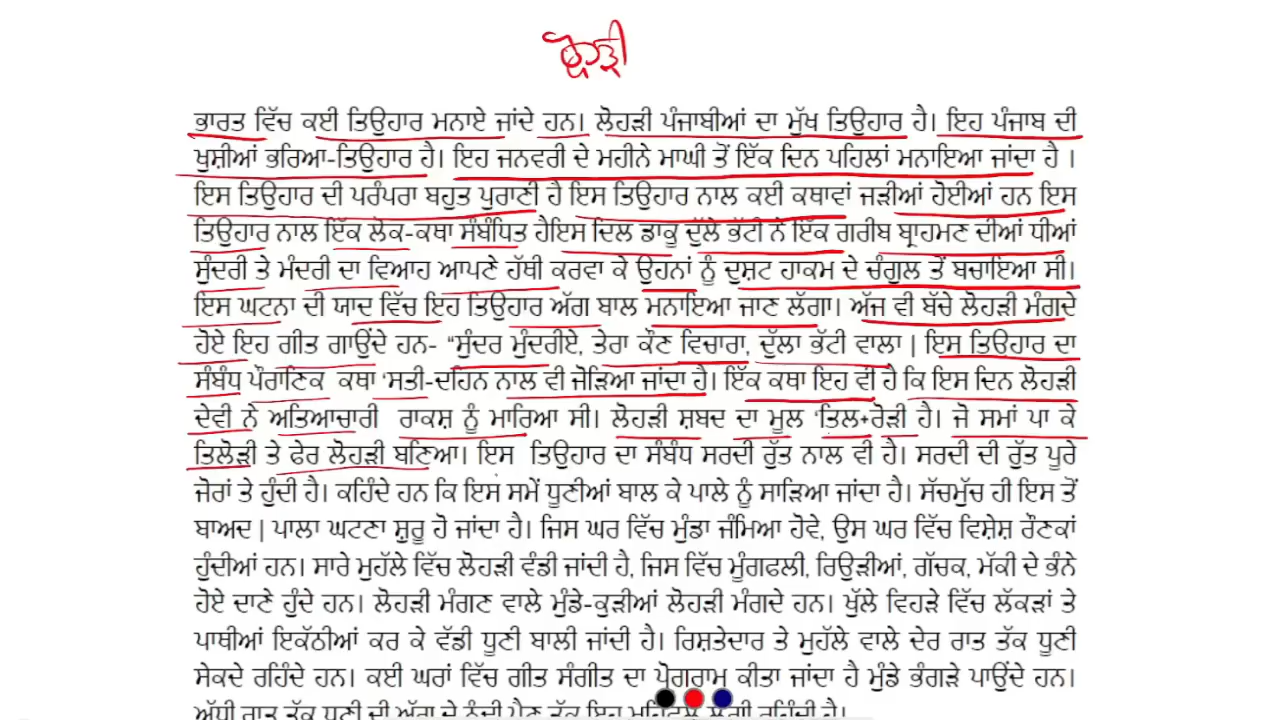 ਲੋਹੜੀ
ਭਾਰਤ ਵਿੱਚ ਕਈ ਤਿਉਹਾਰ ਮਨਾਏ ਜਾਂਦੇ ਹਨ। ਲੋਹੜੀ ਪੰਜਾਬੀਆਂ ਦਾ ਮੁੱਖ ਤਿਉਹਾਰ ਹੈ। ਇਹ ਪੰਜਾਬ ਦੀ
ਖੁਸ਼ੀਆਂ ਭਰਿਆ-ਤਿਉਹਾਰ ਹੈ। ਇਹ ਜਨਵਰੀ ਦੇ ਮਹੀਨੇ ਮਾਘੀ ਤੋਂ ਇੱਕ ਦਿਨ ਪਹਿਲਾਂ ਮਨਾਇਆ ਜਾਂਦਾ ਹੈ ।
ਇਸ ਤਿਉਹਾਰ ਦੀ ਪਰੰਪਰਾ ਬਹੁਤ ਪੁਰਾਣੀ ਹੈ ਇਸ ਤਿਉਹਾਰ ਨਾਲ ਕਈ ਕਥਾਵਾਂ ਜੜੀਆਂ ਹੋਈਆਂ ਹਨ ਇਸ
ਤਿਉਹਾਰ ਨਾਲ ਇੱਕ ਲੋਕ-ਕਥਾ ਸੰਬੰਧਿਤ ਹੈਇਸ ਦਿਲ ਡਾਕੂ ਦੁੱਲੇ ਭੱਟੀ ਨੇ ਇੱਕ ਗਰੀਬ ਬ੍ਰਾਹਮਣ ਦੀਆਂ ਧੀਆਂ
ਸੁੰਦਰੀ ਤੇ ਮੰਦਰੀ ਦਾ ਵਿਆਹ ਆਪਣੇ ਹੱਥੀ ਕਰਵਾ ਕੇ ਉਹਨਾਂ ਨੂੰ ਦੁਸ਼ਟ ਹਾਕਮ ਦੇ ਚੰਗੁਲ ਤੋਂ ਬਚਾਇਆ ਸੀ।
ਇਸ ਘਟਨਾ ਦੀ ਯਾਦ ਵਿੱਚ ਇਹ ਤਿਉਹਾਰ ਅੱਗ ਬਾਲ ਮਨਾਇਆ ਜਾਣ ਲੱਗਾ। ਅੱਜ ਵੀ ਬੱਚੇ ਲੋਹੜੀ ਮੰਗਦੇ
ਹੋਏ ਇਹ ਗੀਤ ਗਾਉਂਦੇ ਹਨ- “ਸੁੰਦਰ ਮੁੰਦਰੀਏ, ਤੇਰਾ ਕੌਣ ਵਿਚਾਰਾ, ਦੁੱਲਾ ਭੱਟੀ ਵਾਲਾ | ਇਸ ਤਿਉਹਾਰ ਦਾ
ਸੰਬੰਧ ਪੌਰਾਣਿਕ ਕਥਾ ‘ਸਤੀ-ਦਹਿਨ ਨਾਲ ਵੀ ਜੋੜਿਆ ਜਾਂਦਾ ਹੈ। ਇੱਕ ਕਥਾ ਇਹ ਵੀ ਹੈ ਕਿ ਇਸ ਦਿਨ ਲੋਹੜੀ
ਦੇਵੀ ਨੇ ਅਤਿਆਚਾਰੀ ਰਾਕਸ਼ ਨੂੰ ਮਾਰਿਆ ਸੀ। ਲੋਹੜੀ ਸ਼ਬਦ ਦਾ ਮੂਲ ‘ਤਿਲ+ਰੋੜੀ ਹੈ। ਜੋ ਸਮਾਂ ਪਾ ਕੇ
ਤਿਲੋੜੀ ਤੇ ਫੇਰ ਲੋਹੜੀ ਬਣਿਆ। ਇਸ ਤਿਉਹਾਰ ਦਾ ਸੰਬੰਧ ਸਰਦੀ ਰੁੱਤ ਨਾਲ ਵੀ ਹੈ। ਸਰਦੀ ਦੀ ਰੁੱਤ ਪੂਰੇ
ਜੋਰਾਂ ਤੇ ਹੁੰਦੀ ਹੈ। ਕਹਿੰਦੇ ਹਨ ਕਿ ਇਸ ਸਮੇਂ ਧੂਣੀਆਂ ਬਾਲ ਕੇ ਪਾਲੇ ਨੂੰ ਸਾੜਿਆ ਜਾਂਦਾ ਹੈ। ਸੱਚਮੁੱਚ ਹੀ ਇਸ ਤੋਂ
ਬਾਅਦ | ਪਾਲਾ ਘਟਣਾ ਸ਼ੁਰੂ ਹੋ ਜਾਂਦਾ ਹੈ। ਜਿਸ ਘਰ ਵਿੱਚ ਮੁੰਡਾ ਜੰਮਿਆ ਹੋਵੇ, ਉਸ ਘਰ ਵਿੱਚ ਵਿਸ਼ੇਸ਼ ਰੌਣਕਾਂ
ਹੁੰਦੀਆਂ ਹਨ। ਸਾਰੇ ਮੁਹੱਲੇ ਵਿੱਚ ਲੋਹੜੀ ਵੰਡੀ ਜਾਂਦੀ ਹੈ, ਜਿਸ ਵਿੱਚ ਮੂੰਗਫਲੀ, ਰਿਉੜੀਆਂ, ਗੱਚਕ, ਮੱਕੀ ਦੇ ਭੰਨੇ
ਹੋਏ ਦਾਣੇ ਹੁੰਦੇ ਹਨ। ਲੋਹੜੀ ਮੰਗਣ ਵਾਲੇ ਮੁੰਡੇ-ਕੁੜੀਆਂ ਲੋਹੜੀ ਮੰਗਦੇ ਹਨ। ਖੁੱਲੇ ਵਿਹੜੇ ਵਿੱਚ ਲੱਕੜਾਂ ਤੇ
ਪਾਥੀਆਂ ਇਕੱਠੀਆਂ ਕਰ ਕੇ ਵੱਡੀ ਧੂਣੀ ਬਾਲੀ ਜਾਂਦੀ ਹੈ। ਰਿਸ਼ਤੇਦਾਰ ਤੇ ਮੁਹੱਲੇ ਵਾਲੇ ਦੇਰ ਰਾਤ ਤੱਕ ਧੂਣੀ
ਸੇਕਦੇ ਰਹਿੰਦੇ ਹਨ। ਕਈ ਘਰਾਂ ਵਿੱਚ ਗੀਤ ਸੰਗੀਤ ਦਾ ਪ੍ਰੋਗਰਾਮ ਕੀਤਾ ਜਾਂਦਾ ਹੈ ਮੁੰਡੇ ਭੰਗੜੇ ਪਾਉਂਦੇ ਹਨ।
ਅੱਧੀ ਰਾਤ ਤੱਕ ਧੂਣੀ ਦੀ ਅੱਗ ਦੇ ਠੰਢੀ ਪੈਣ ਤੱਕ ਇਹ ਮਹਿਫਲ ਲੱਗੀ ਰਹਿੰਦੀ ਹੈ।